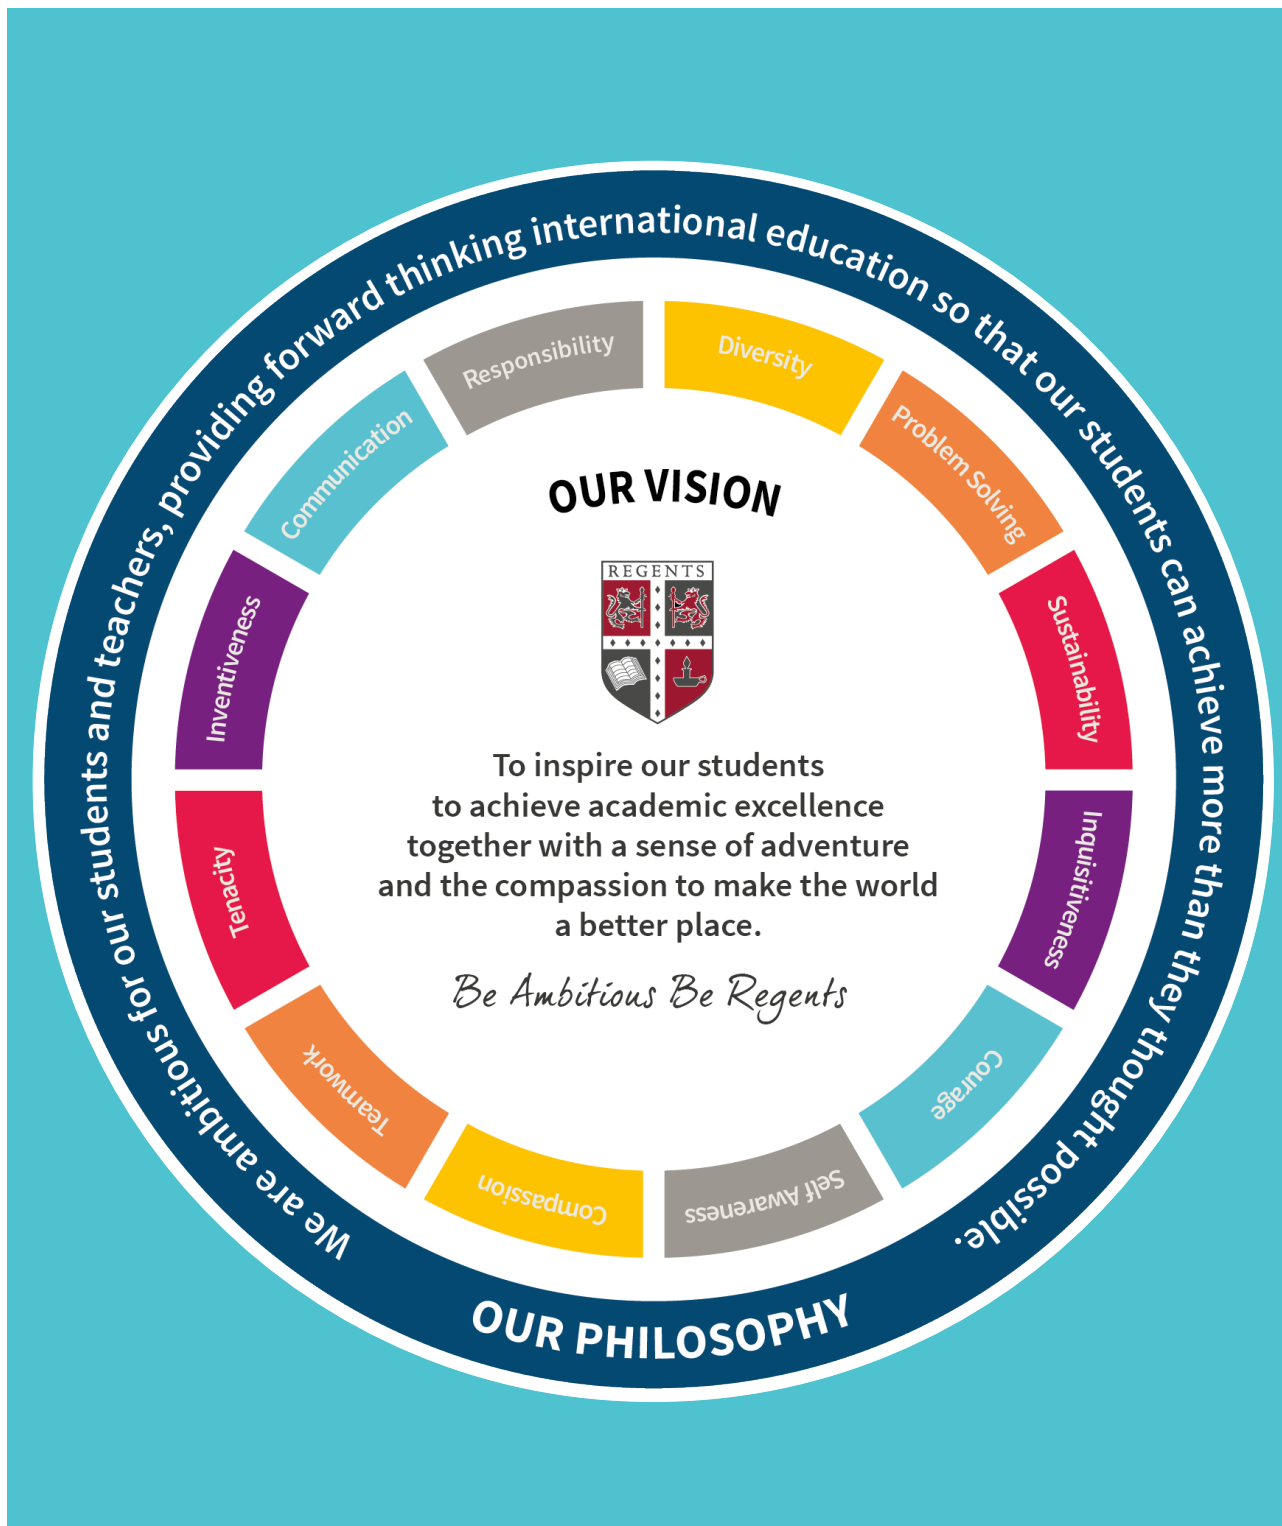 We are ambitious for our students and teachers, providing forward thinking international education so that our students can achieve more than they thought possible.
OUR PHILOSOPHY
Responsibility
Diversity
Problem Solving
Sustainability
Inquisitiveness
Courage
Self Awareness
Compassion
Teamwork
Tenacity
Inventiveness
Communication
OUR VISION
REGENTS
To inspire our students
to achieve academic excellence
together with a sense of adventure
and the compassion to make the world
a better place.
Be Ambitious Be Regents